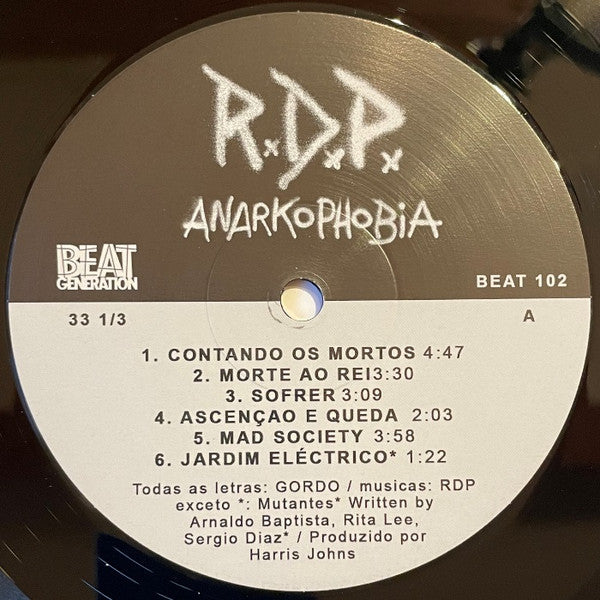 R.D.P.
ANARKOPHOBiA
BEAT
GENERATION
BEAT 102
33 1/3
A
1. CONTANDO OS MORTOS 4:47
2. MORTE AO REI3:30
3. SOFRER 3:09
4. ASCENÇAO E QUEDA 2:03
5. MAD SOCIETY 3:58
6. JARDIM ELÉCTRICO* 1:22
Todas as letras: GORDO / musicas: RDP
exceto *: Mutantes* Written by
Arnaldo Baptista, Rita Lee,
Sergio Diaz* / Produzido por
Harris Johns